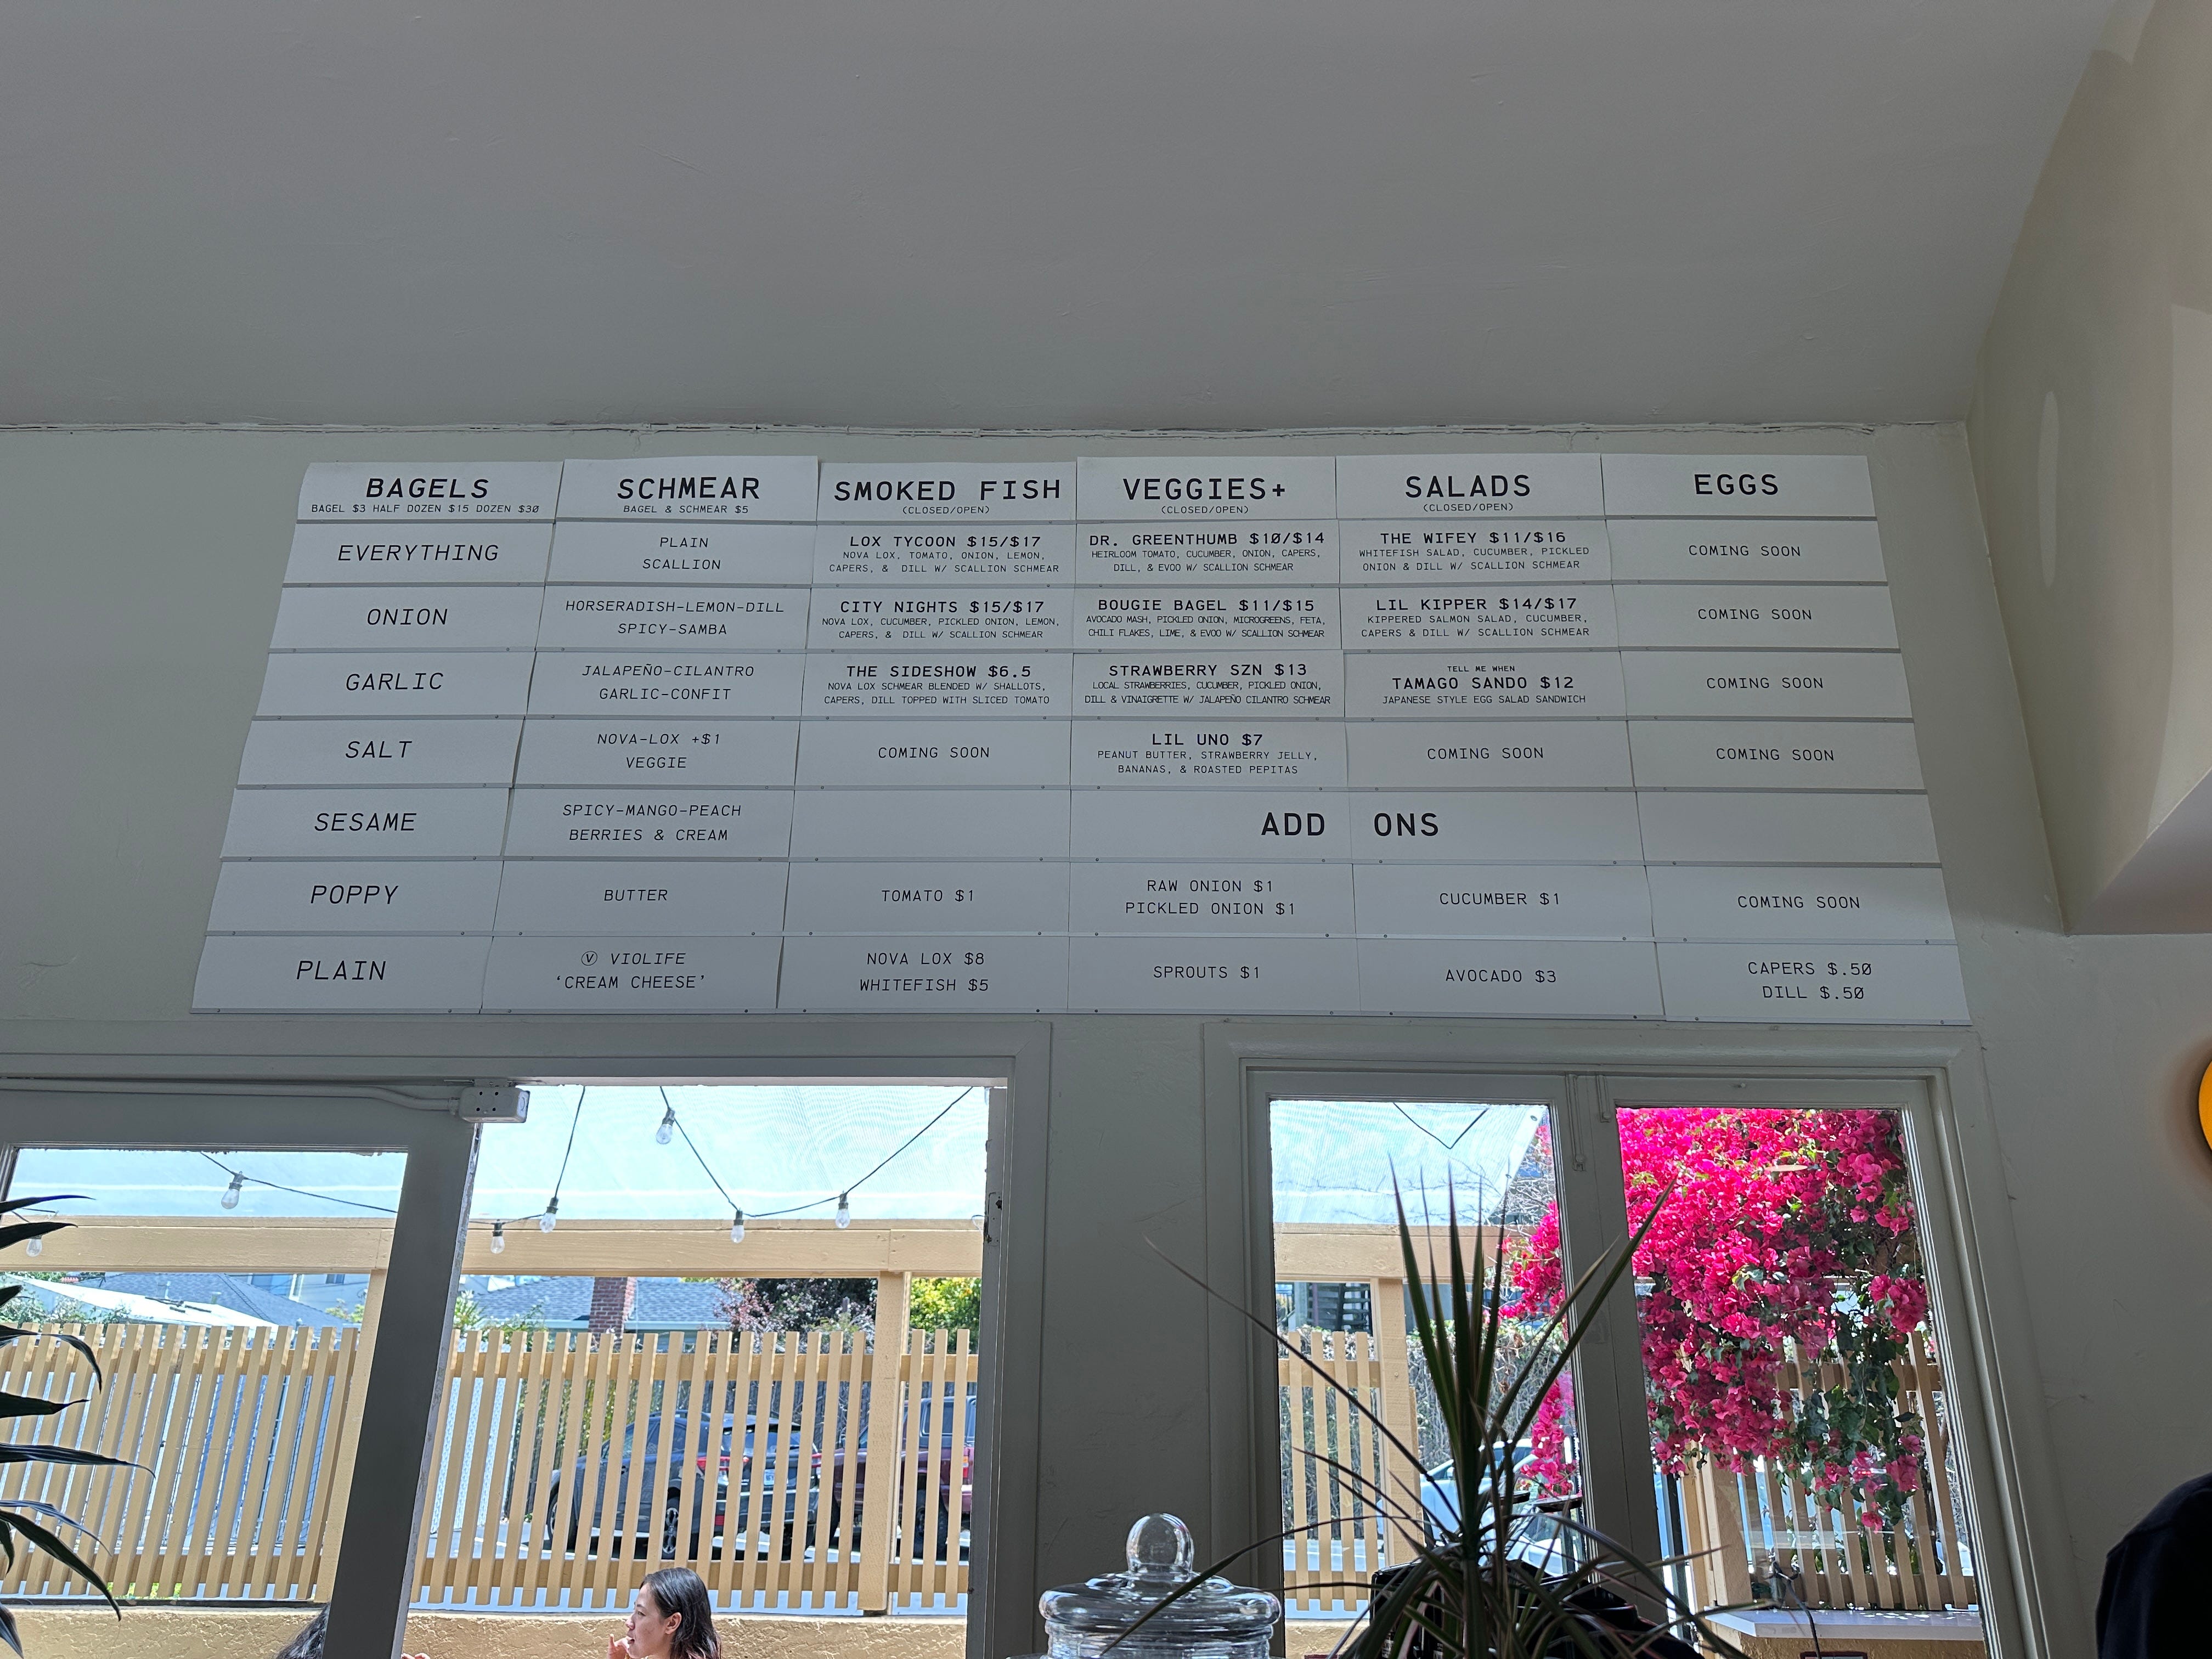 BAGELS
BAGEL $3 HALF DOZEN $15 DOZEN $30
EVERYTHING
ONION
GARLIC
SALT
SESAME
POPPY
PLAIN
SCHMEAR
BAGEL & SCHMEAR $5
PLAIN
SCALLION
HORSERADISH-LEMON-DILL
SPICY-SAMBA
JALAPEÑO-CILANTRO
GARLIC-CONFIT
NOVA-LOX +$1
VEGGIE
SPICY-MANGO-PEACH
BERRIES & CREAM
BUTTER
Ⓥ VIOLIFE
'CREAM CHEESE'
SMOKED FISH
(CLOSED/OPEN)
LOX TYCOON $15/$17
NOVA LOX, TOMATO, ONION, LEMON,
CAPERS, & DILL W/ SCALLION SCHMEAR
CITY NIGHTS $15/$17
NOVA LOX, CUCUMBER, PICKLED ONION, LEMON,
CAPERS, & DILL W/ SCALLION SCHMEAR
THE SIDESHOW $6.5
NOVA LOX SCHMEAR BLENDED W/ SHALLOTS,
CAPERS, DILL TOPPED WITH SLICED TOMATO
COMING SOON
VEGGIES+
(CLOSED/OPEN)
DR. GREENTHUMB $10/$14
HEIRLOOM TOMATO, CUCUMBER, ONION, CAPERS,
DILL, & EVOO W/ SCALLION SCHMEAR
BOUGIE BAGEL $11/$15
AVOCADO MASH, PICKLED ONION, MICROGREENS, FETA,
CHILI FLAKES, LIME, & EVOO W/ SCALLION SCHMEAR
STRAWBERRY SZN $13
LOCAL STRAWBERRIES, CUCUMBER, PICKLED ONION,
DILL & VINAIGRETTE W/ JALAPEÑO CILANTRO SCHMEAR
LIL UNO $7
PEANUT BUTTER, STRAWBERRY JELLY,
BANANAS, & ROASTED PEPITAS
SALADS
(CLOSED/OPEN)
THE WIFEY $11/$16
WHITEFISH SALAD, CUCUMBER, PICKLED
ONION & DILL W/ SCALLION SCHMEAR
LIL KIPPER $14/$17
KIPPERED SALMON SALAD, CUCUMBER,
CAPERS & DILL W/ SCALLION SCHMEAR
TELL ME WHEN
TAMAGO SANDO $12
JAPANESE STYLE EGG SALAD SANDWICH
COMING SOON
EGGS
COMING SOON
COMING SOON
COMING SOON
COMING SOON
ADD ONS
TOMATO $1
RAW ONION $1
PICKLED ONION $1
CUCUMBER $1
COMING SOON
NOVA LOX $8
WHITEFISH $5
SPROUTS $1
AVOCADO $3
CAPERS $.50
DILL $.50